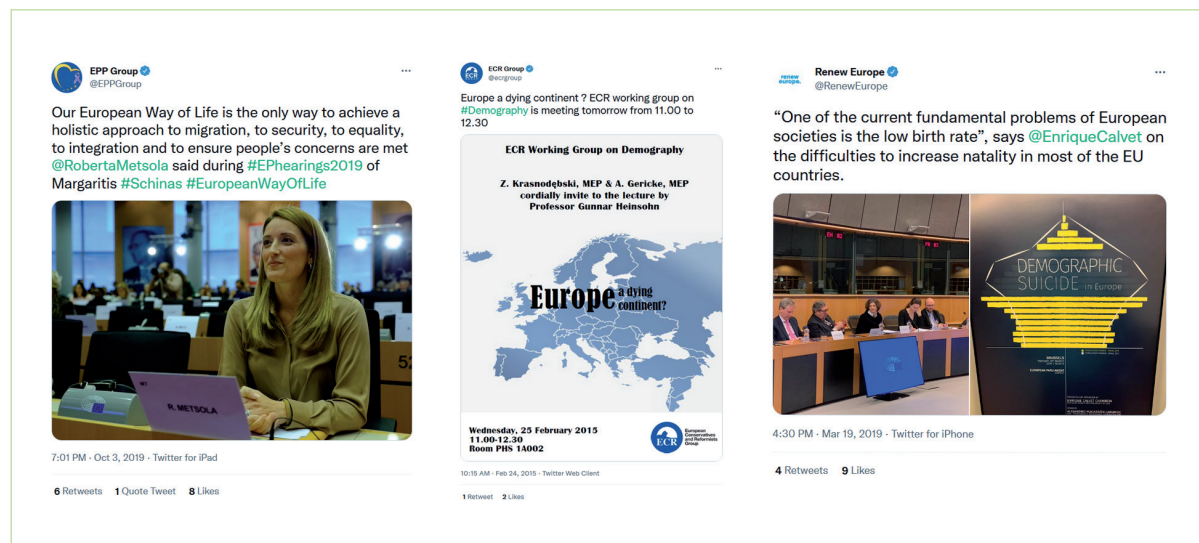 EPP Group
@EPPGroup
Our European Way of Life is the only way to achieve a
holistic approach to migration, to security, to equality,
to integration and to ensure people's concerns are met
@RobertaMetsola said during #EPhearings2019 of
Margaritis #Schinas #EuropeanWayOfLife
52
MT
R. METSOLA
7:01 PM · Oct 3, 2019 · Twitter for iPad
6 Retweets 1 Quote Tweet 8 Likes
ECR
ECR Group
@ecrgroup
Europe a dying continent ? ECR working group on
#Demography is meeting tomorrow from 11.00 to
12.30
ECR Working Group on Demography
Z. Krasnodębski, MEP & A. Gericke, MEP
cordially invite to the lecture by
Professor Gunnar Heinsohn
Europe a dying
continent?
Wednesday, 25 February 2015
11.00-12.30
Room PHS 1A002
ECR
European
Conservatives
and Reformists
Group
10:15 AM · Feb 24, 2015 · Twitter Web Client
1 Retweet 2 Likes
renew
europe.
Renew Europe
@RenewEurope
“One of the current fundamental problems of European
societies is the low birth rate”, says @EnriqueCalvet on
the difficulties to increase natality in most of the EU
countries.
DEMOGRAPHIC
SUICIDE in Europe
BRUSSELS
EUROPEAN PARLIAMENT
4:30 PM · Mar 19, 2019 · Twitter for iPhone
4 Retweets 9 Likes